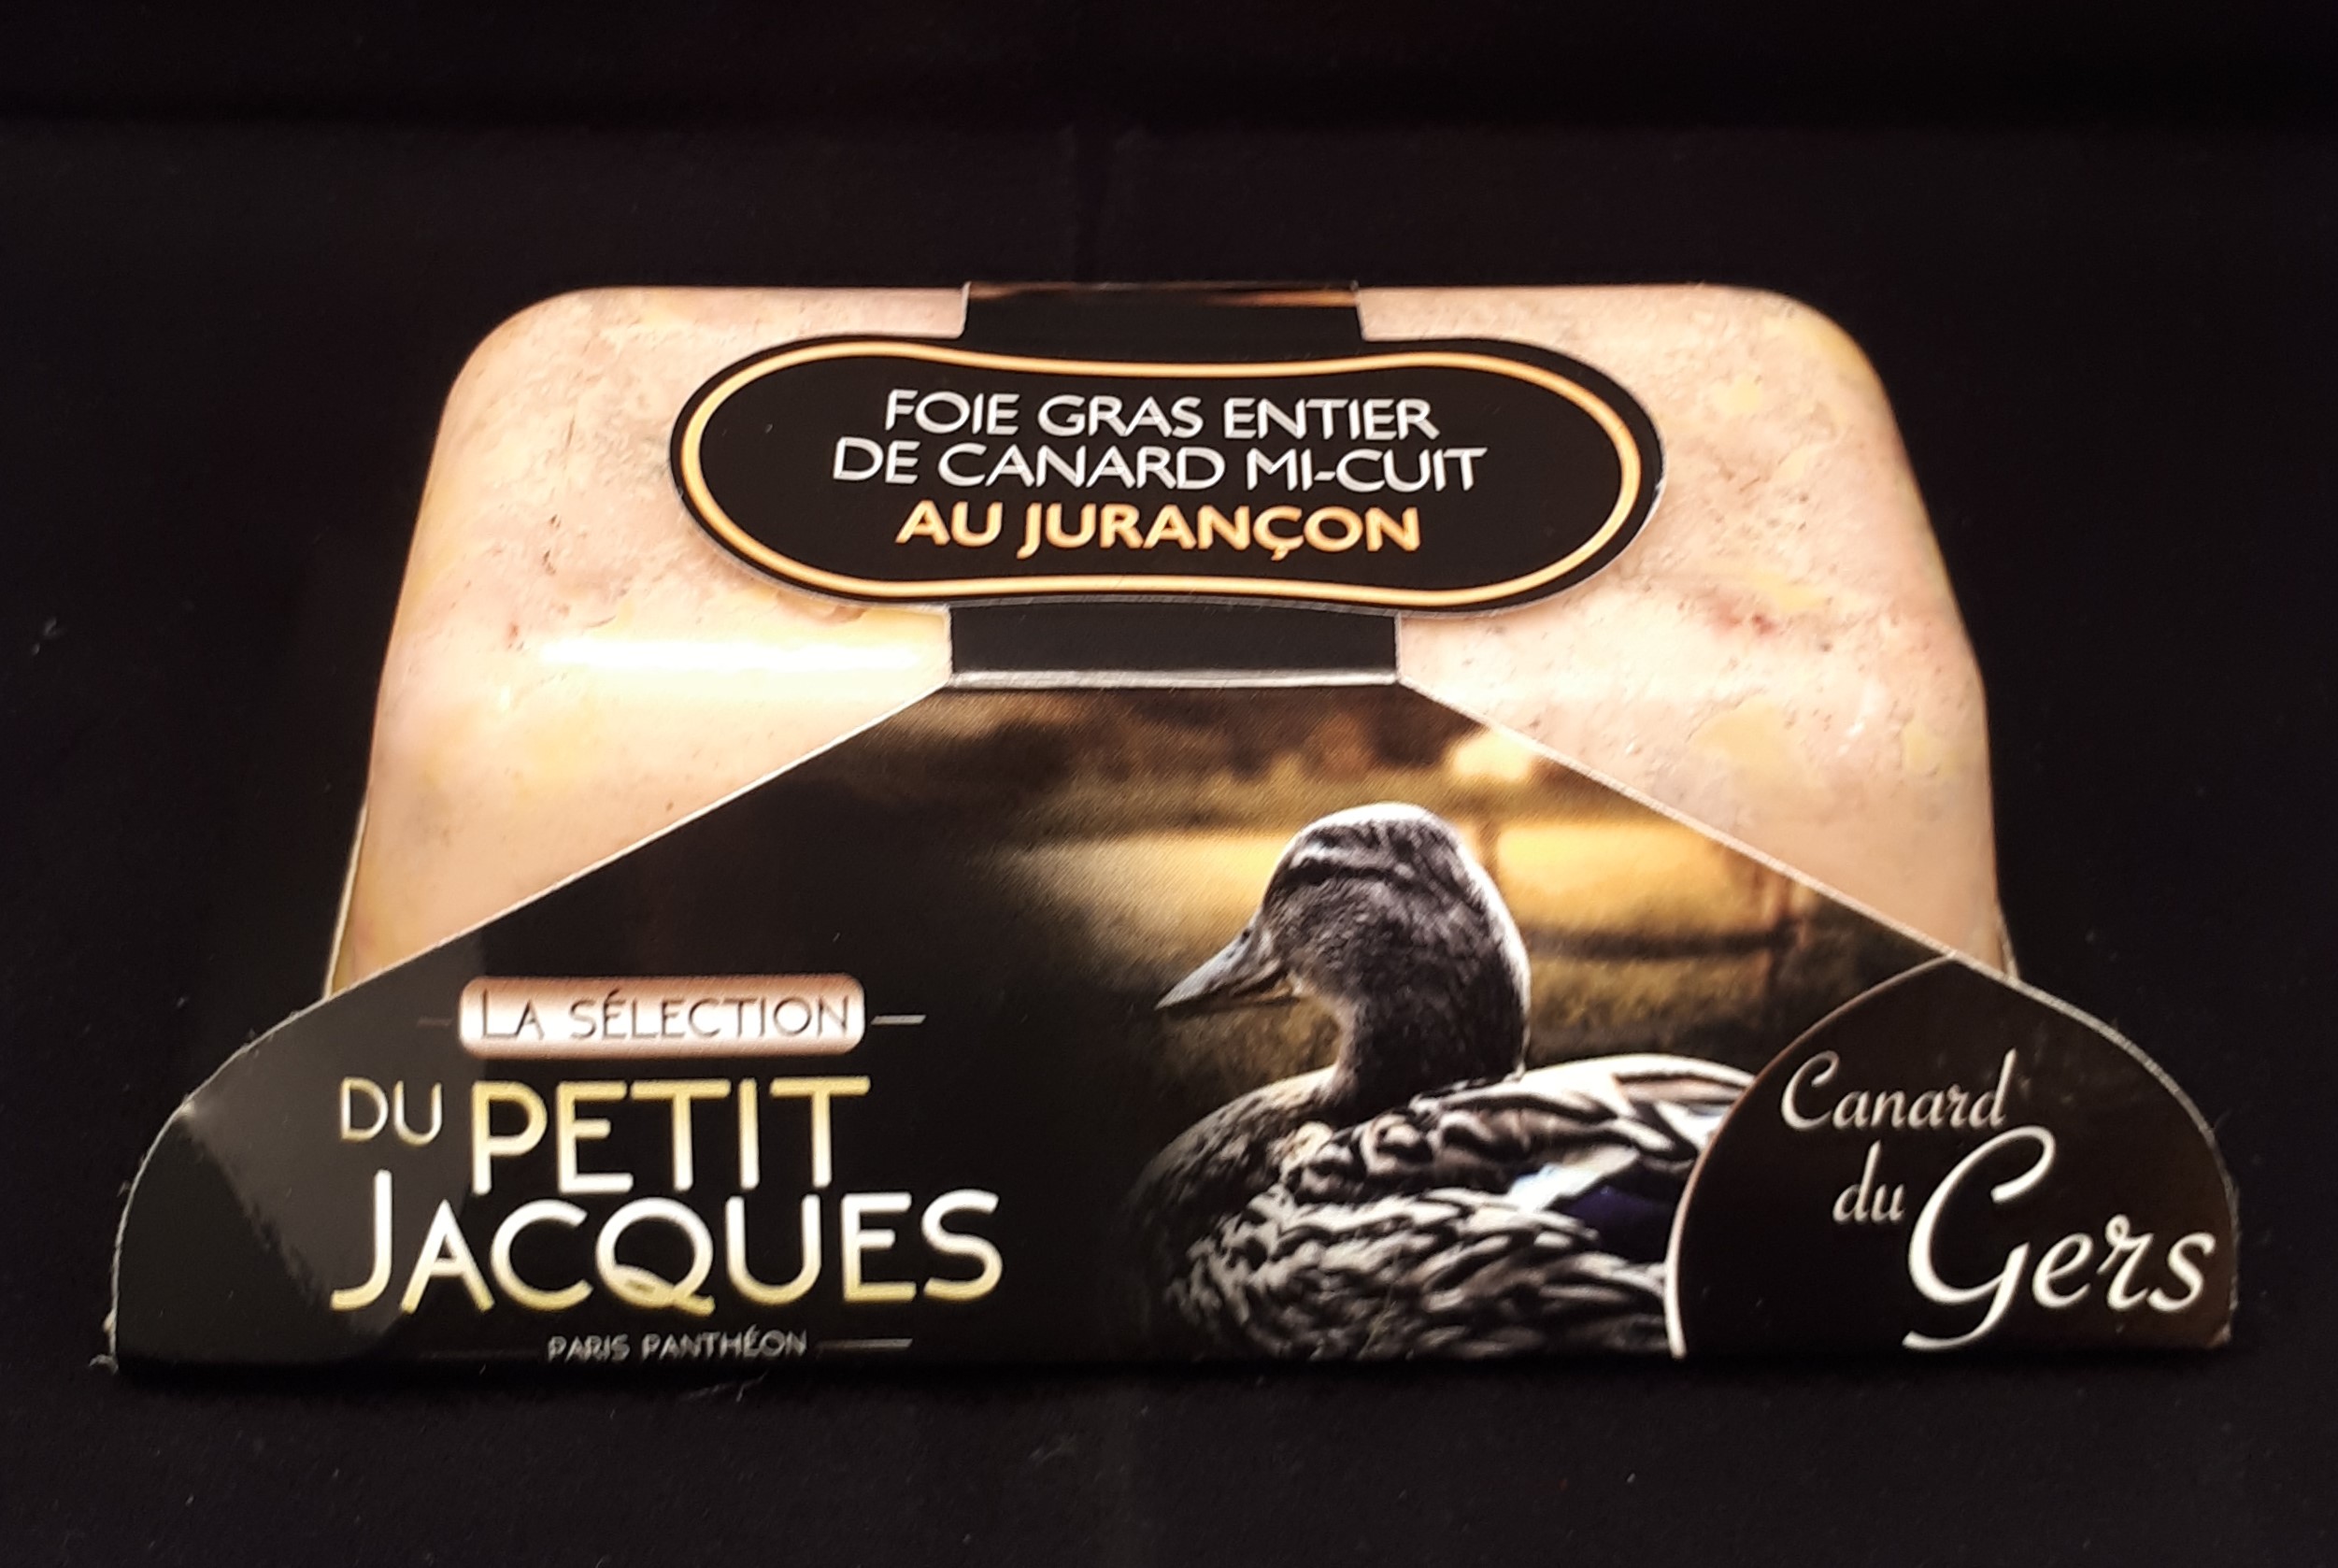 FOIE GRAS ENTIER
DE CANARD MI-CUIT
AU JURANÇON
LA SÉLECTION
DU PETIT
JACQUES
PARIS PANTHÉON
Canard
du Gers